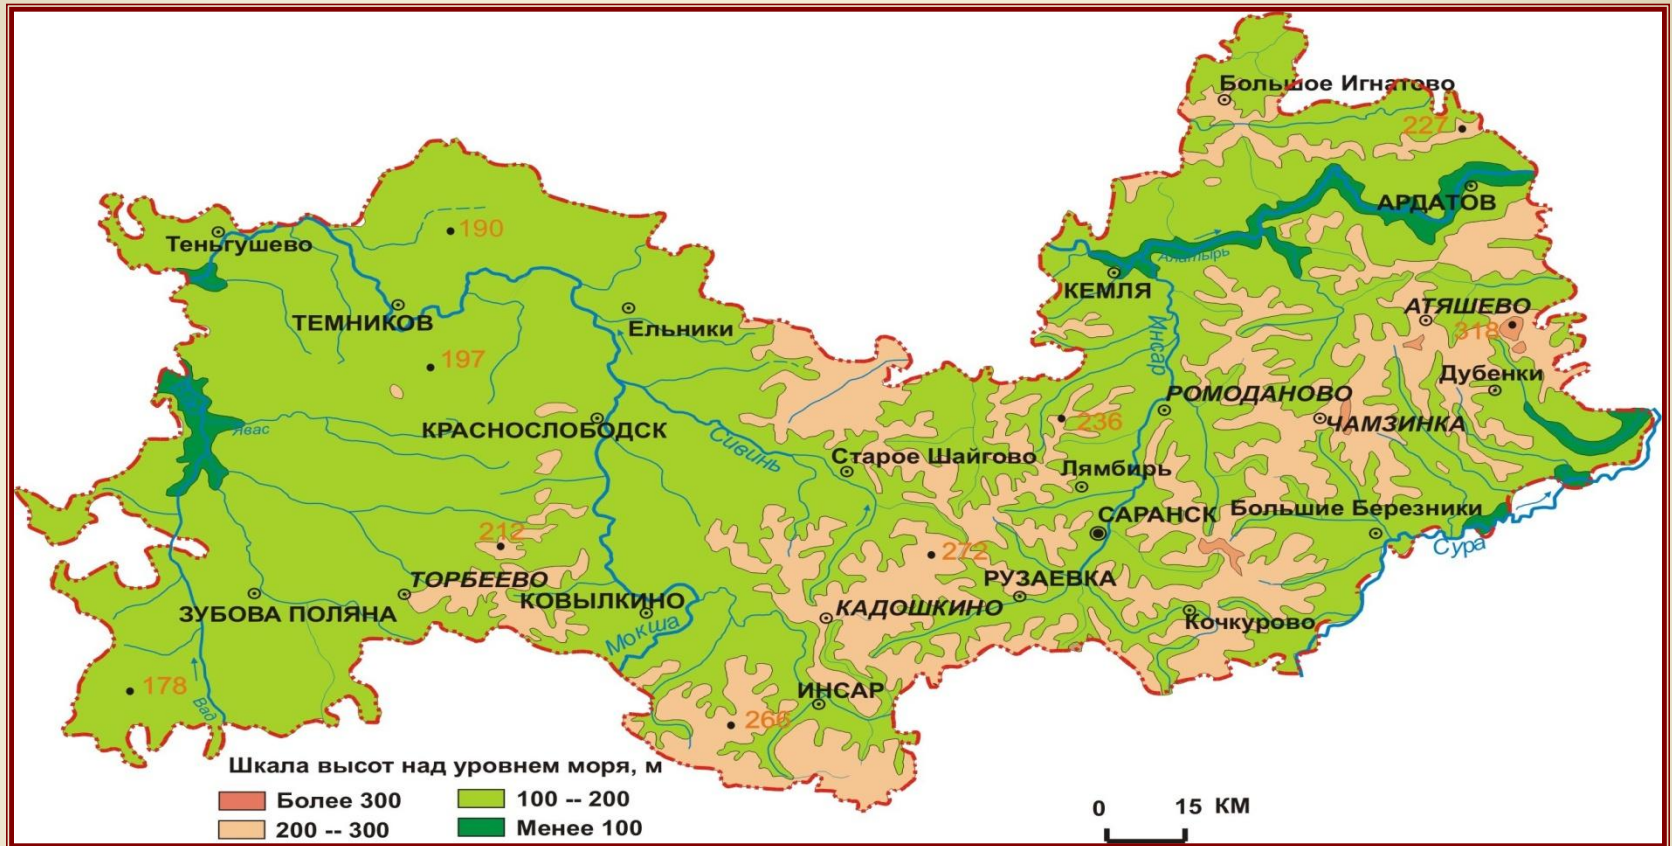 Большое Игнатово
227
АРДАТОВ
190
Теньгушево
Алатырь
КЕМЛЯ
АТЯШЕВО
ТЕМНИКОВ
Ельники
318
Инсар
197
Дубенки
РОМОДАНОВО
236
ЧАМЗИНКА
КРАСНОСЛОБОДСК
Явас
Сивинь
Старое Шайгово
Лямбирь
САРАНСК
Большие Березники
212
272
Сура
РУЗАЕВКА
ТОРБЕЕВО
КОВЫЛКИНО
КАДОШКИНО
ЗУБОВА ПОЛЯНА
Мокша
Кочкурово
178
Вад
ИНСАР
266
Шкала высот над уровнем моря, м
Более 300
100 -- 200
200 -- 300
Менее 100
0 15 КМ